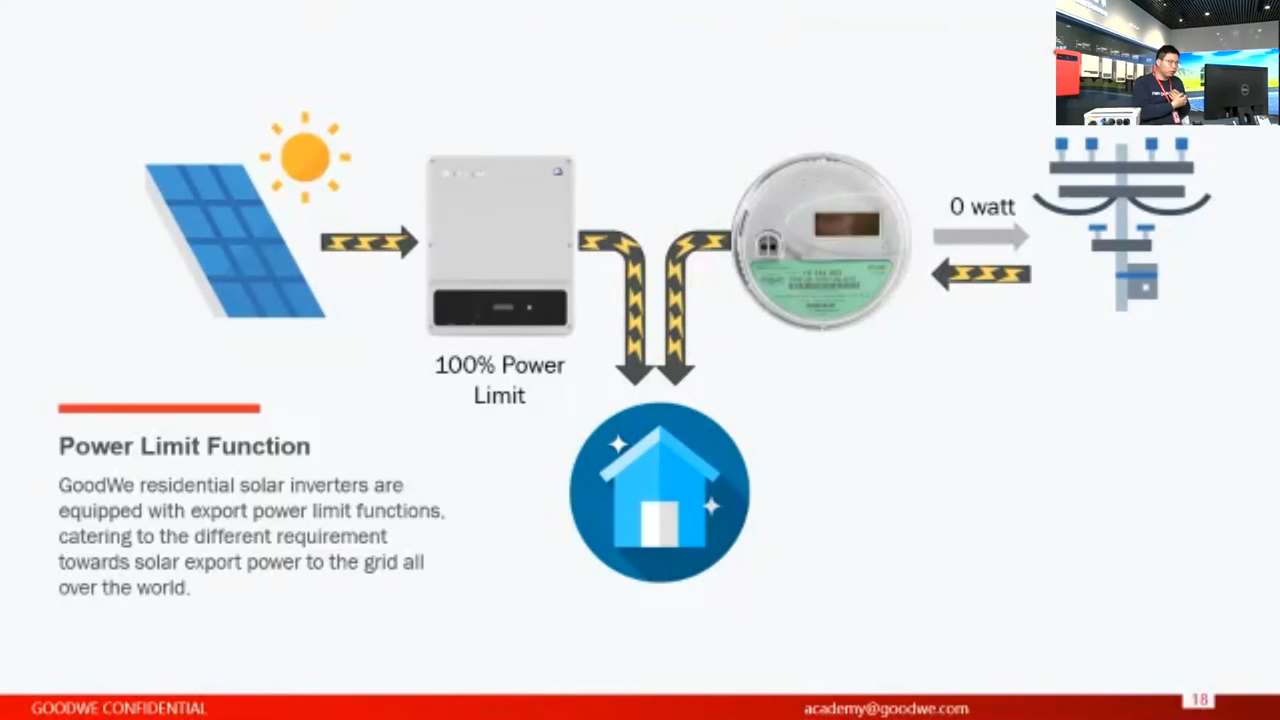 0 watt
100% Power
Limit
Power Limit Function
GoodWe residential solar inverters are
equipped with export power limit functions,
catering to the different requirement
towards solar export power to the grid all
over the world.
GOODWE CONFIDENTIAL
academy@goodwe.com
18